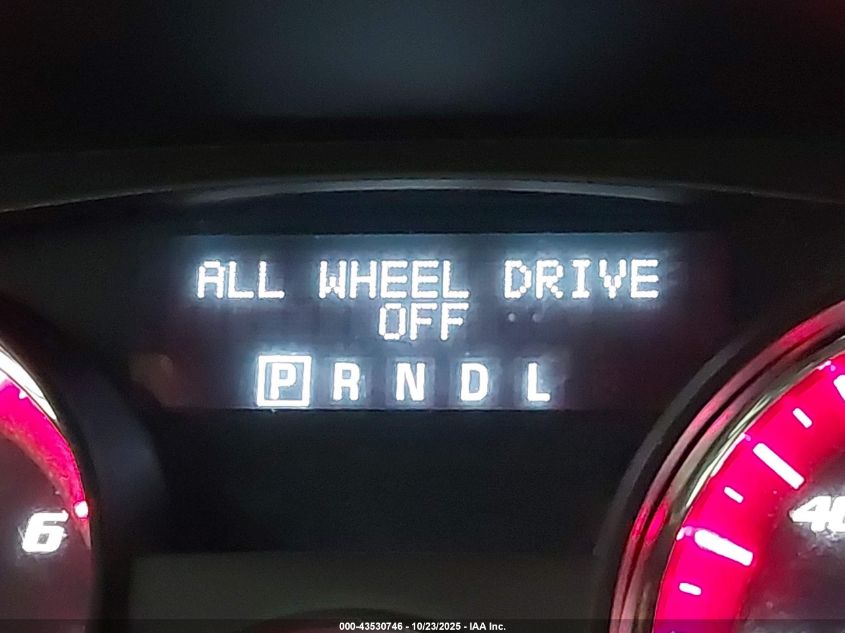 ALL WHEEL DRIVE
OFF
P R N D L
6
40
000-43530746 - 10/23/2025 - IAA Inc.